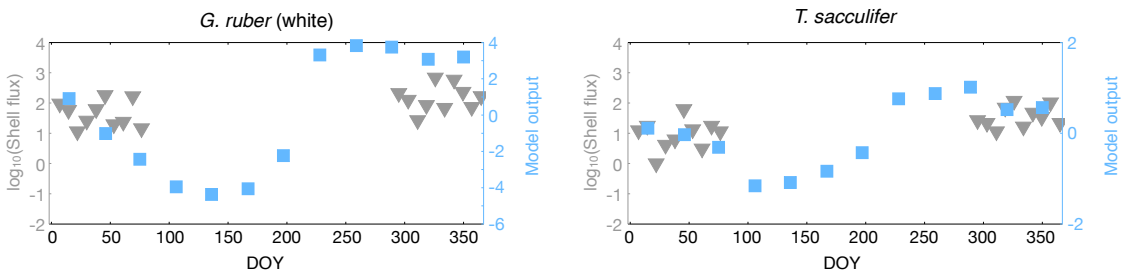 G. ruber (white)
log₁₀(Shell flux)
4
3
2
1
0
-1
-2
4
2
0
-2
-4
-6
Model output
0 50 100 150 200 250 300 350
DOY
T. sacculifer
log₁₀(Shell flux)
4
3
2
1
0
-1
-2
2
0
-2
Model output
0 50 100 150 200 250 300 350
DOY